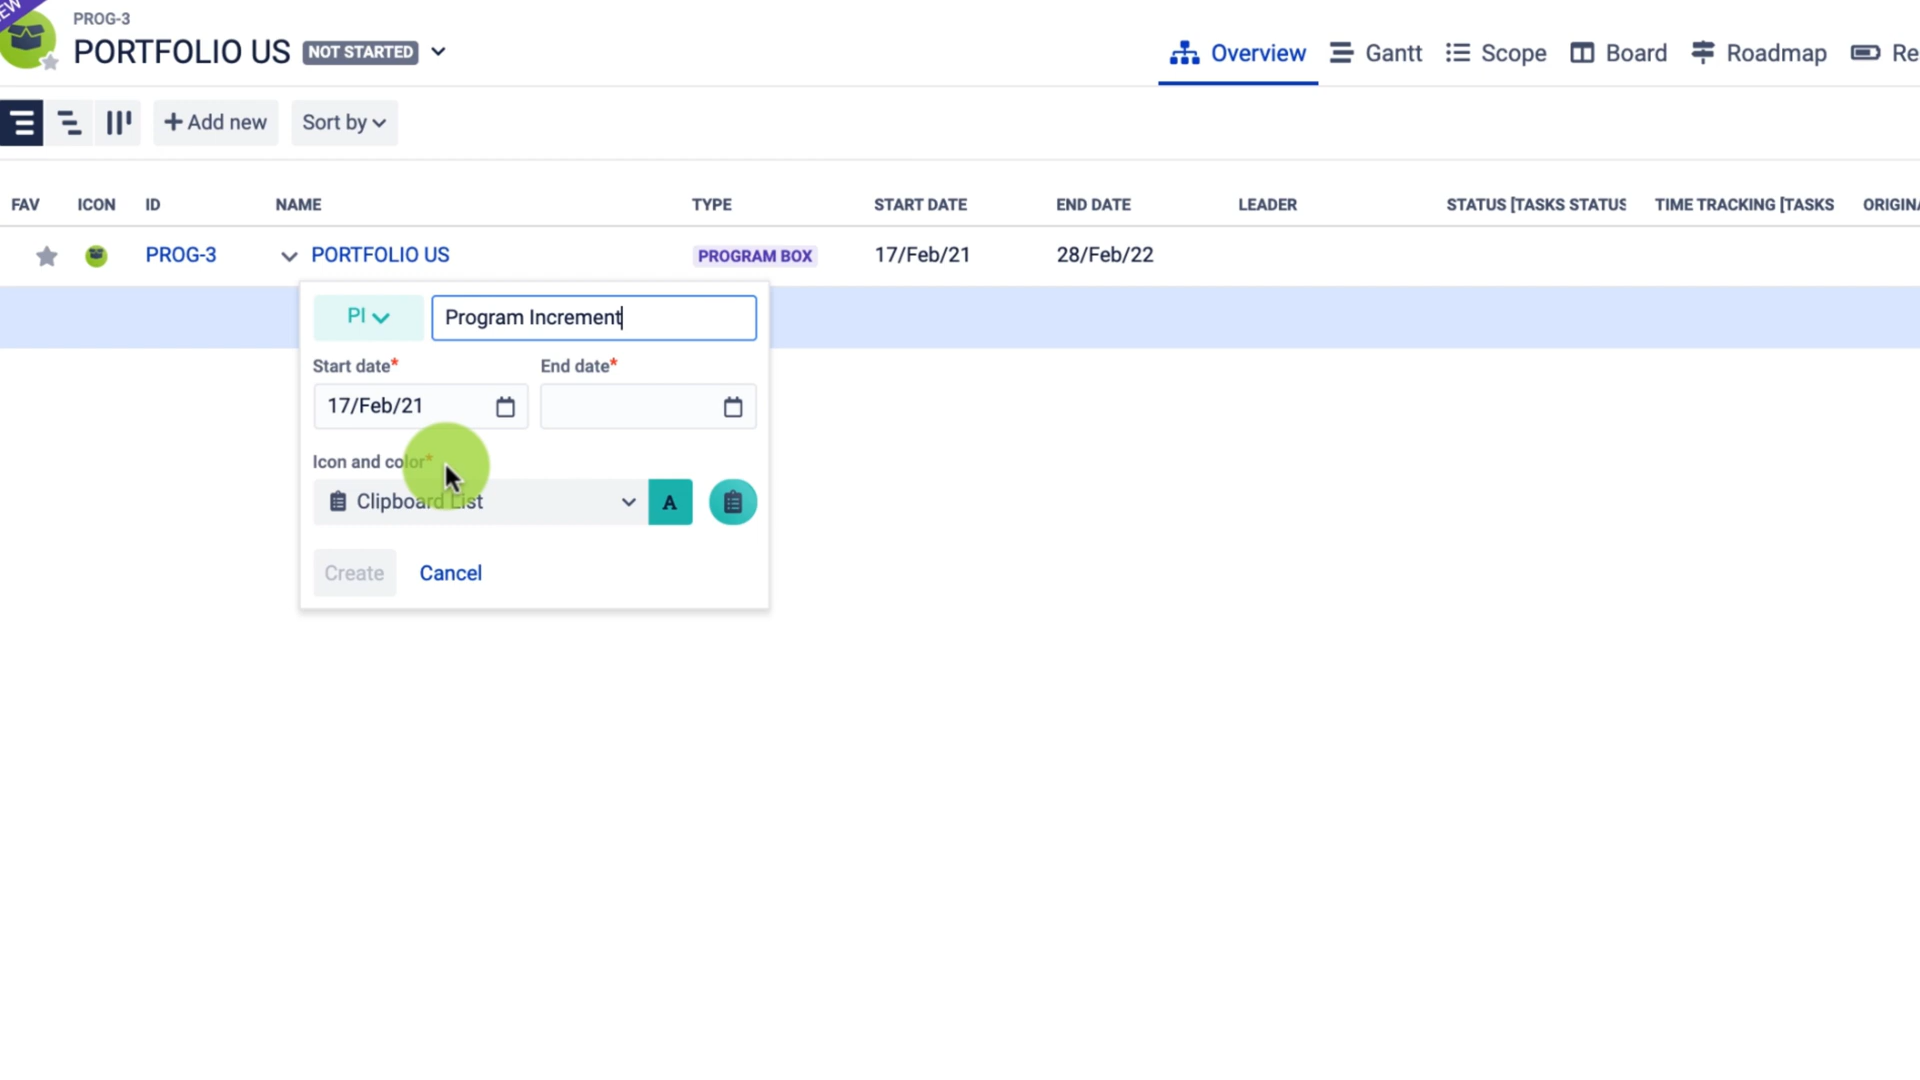 PROG-3
PORTFOLIO US NOT STARTED
Overview Gantt Scope Board Roadmap Re
Add new Sort by
FAV ICON ID NAME TYPE START DATE END DATE LEADER STATUS [TASKS STATUS TIME TRACKING [TASKS ORIGINA
PROG-3 PORTFOLIO US PROGRAM BOX 17/Feb/21 28/Feb/22
PI Program Increment
Start date* End date*
17/Feb/21
Icon and color*
Clipboard List A
Create Cancel